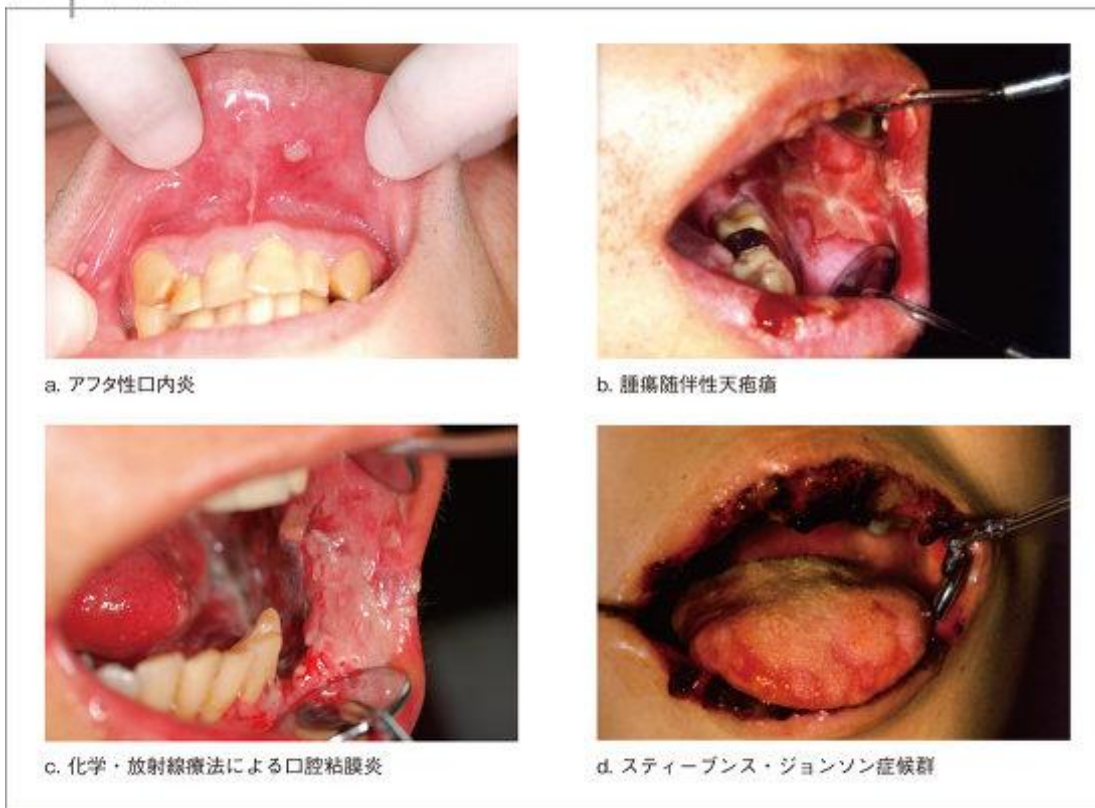 a. アフタ性口内炎
b. 腫瘍随伴性天疱瘡
c. 化学・放射線療法による口腔粘膜炎
d. スティーブンス・ジョンソン症候群